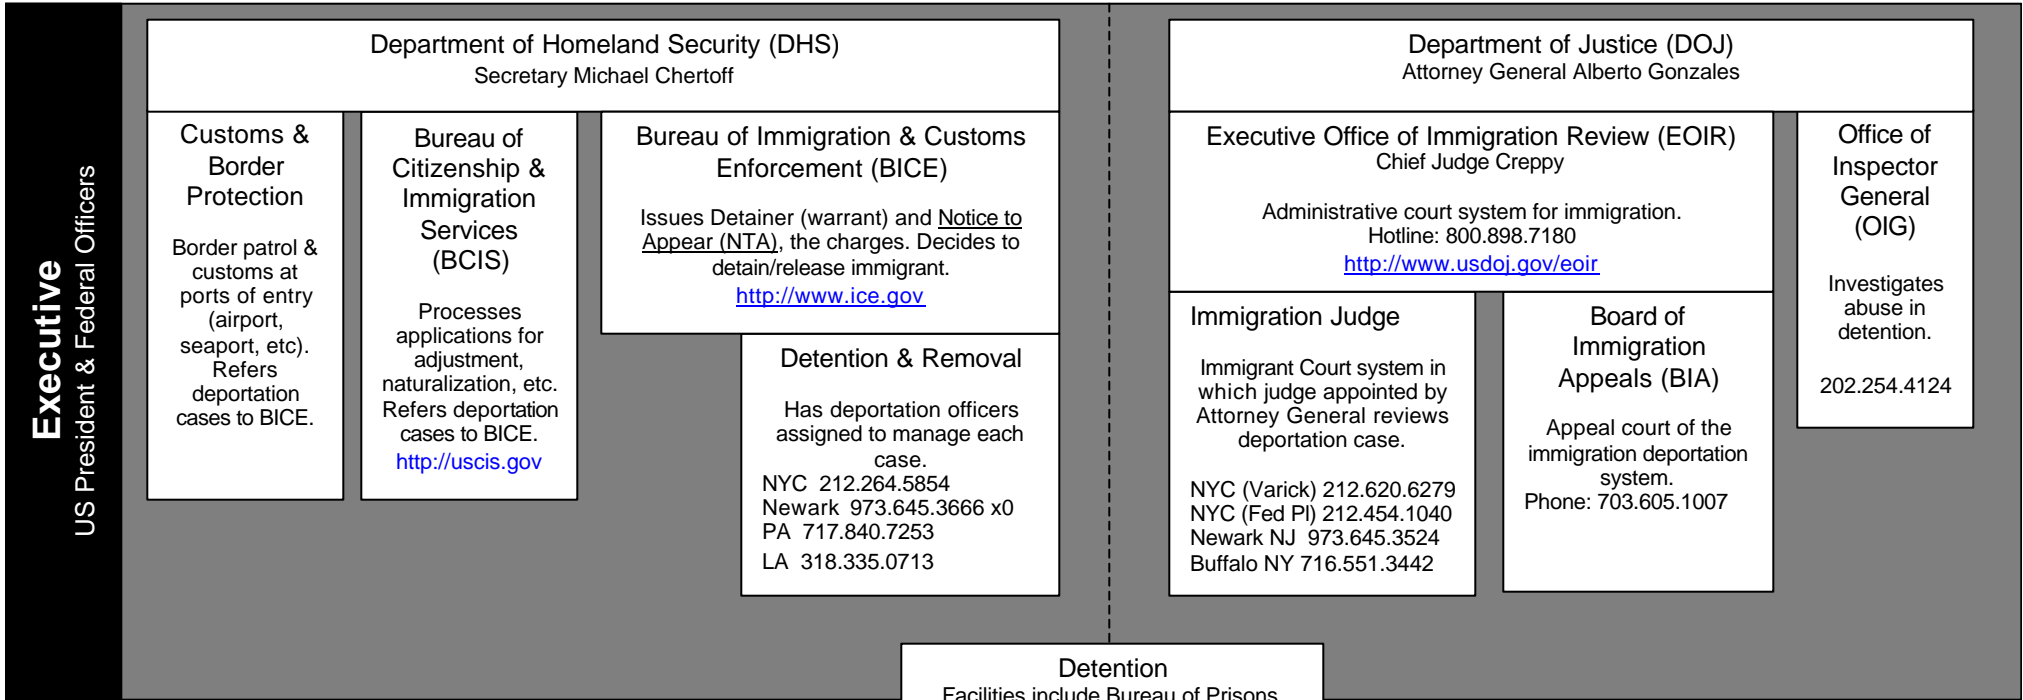 Executive
US President & Federal Officers
Department of Homeland Security (DHS)
Secretary Michael Chertoff
Customs &
Border
Protection
Border patrol &
customs at
ports of entry
(airport,
seaport, etc).
Refers
deportation
cases to BICE.
Bureau of
Citizenship &
Immigration
Services
(BCIS)
Processes
applications for
adjustment,
naturalization, etc.
Refers deportation
cases to BICE.
http://uscis.gov
Bureau of Immigration & Customs
Enforcement (BICE)
Issues Detainer (warrant) and Notice to
Appear (NTA), the charges. Decides to
detain/release immigrant.
http://www.ice.gov
Detention & Removal
Has deportation officers
assigned to manage each
case.
NYC 212.264.5854
Newark 973.645.3666 x0
PA 717.840.7253
LA 318.335.0713
Department of Justice (DOJ)
Attorney General Alberto Gonzales
Executive Office of Immigration Review (EOIR)
Chief Judge Creppy
Administrative court system for immigration.
Hotline: 800.898.7180
http://www.usdoj.gov/eoir
Immigration Judge
Immigrant Court system in
which judge appointed by
Attorney General reviews
deportation case.
NYC (Varick) 212.620.6279
NYC (Fed Pl) 212.454.1040
Newark NJ 973.645.3524
Buffalo NY 716.551.3442
Board of
Immigration
Appeals (BIA)
Appeal court of the
immigration deportation
system.
Phone: 703.605.1007
Office of
Inspector
General
(OIG)
Investigates
abuse in
detention.
202.254.4124
Detention
Facilities include Bureau of Prisons